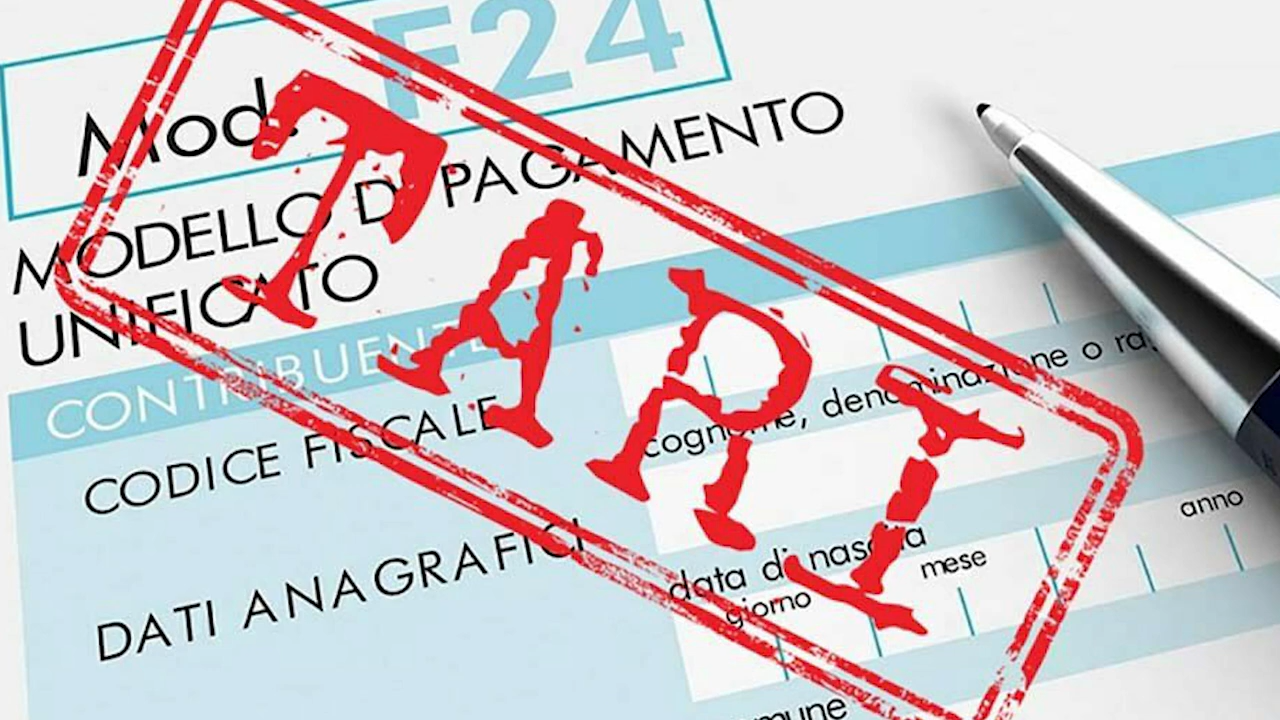 Mod. F24
MODELLO DI PAGAMENTO
UNIFICATO
TARI
CONTRIBUENTE
CODICE FISCALE
cognome, denominazione o
DATI ANAGRAFICI
data di nascita
giorno
mese
anno